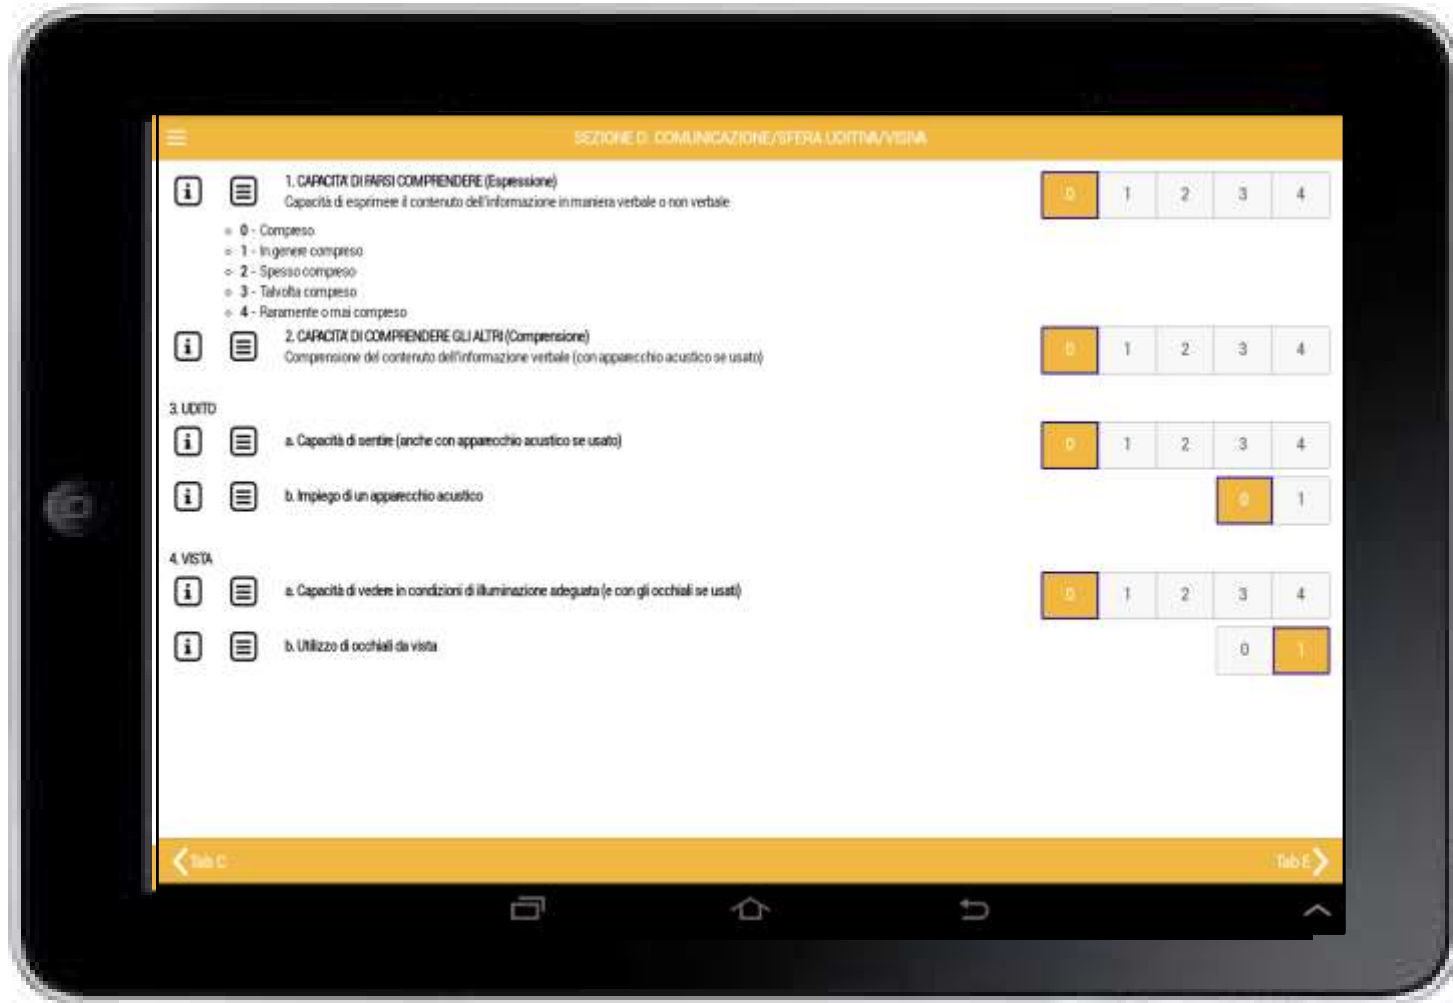 SEZIONE D: COMUNICAZIONE/SFERA UDITIVA/VISIVA
1. CAPACITA' DI FARSI COMPRENDERE (Espressione)
0 1 2 3 4
Capacità di esprimere il contenuto dell'informazione in maniera verbale o non verbale
0 - Compreso
1 - In genere compreso
2 - Spesso compreso
3 - Talvolta compreso
4 - Raramente o mai compreso
2. CAPACITA' DI COMPRENDERE GLI ALTRI (Comprensione)
0 1 2 3 4
Comprensione del contenuto dell'informazione verbale (con apparecchio acustico se usato)
3. UDITO
a. Capacità di sentire (anche con apparecchio acustico se usato) 0 1 2 3 4
b. Impiego di un apparecchio acustico 0 1
4. VISTA
a. Capacità di vedere in condizioni di illuminazione adeguata (e con gli occhiali se usati) 0 1 2 3 4
b. Utilizzo di occhiali da vista 0 1
Tab C Tab E